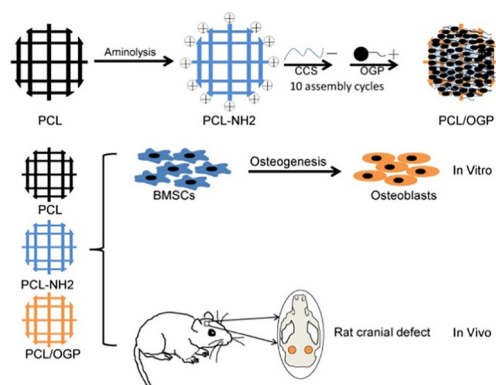 Aminolysis
CCS
OGP
10 assembly cycles
PCL
PCL-NH2
PCL/OGP
PCL
PCL-NH2
PCL/OGP
BMSCs
Osteogenesis
Osteoblasts
In Vitro
Rat cranial defect
In Vivo